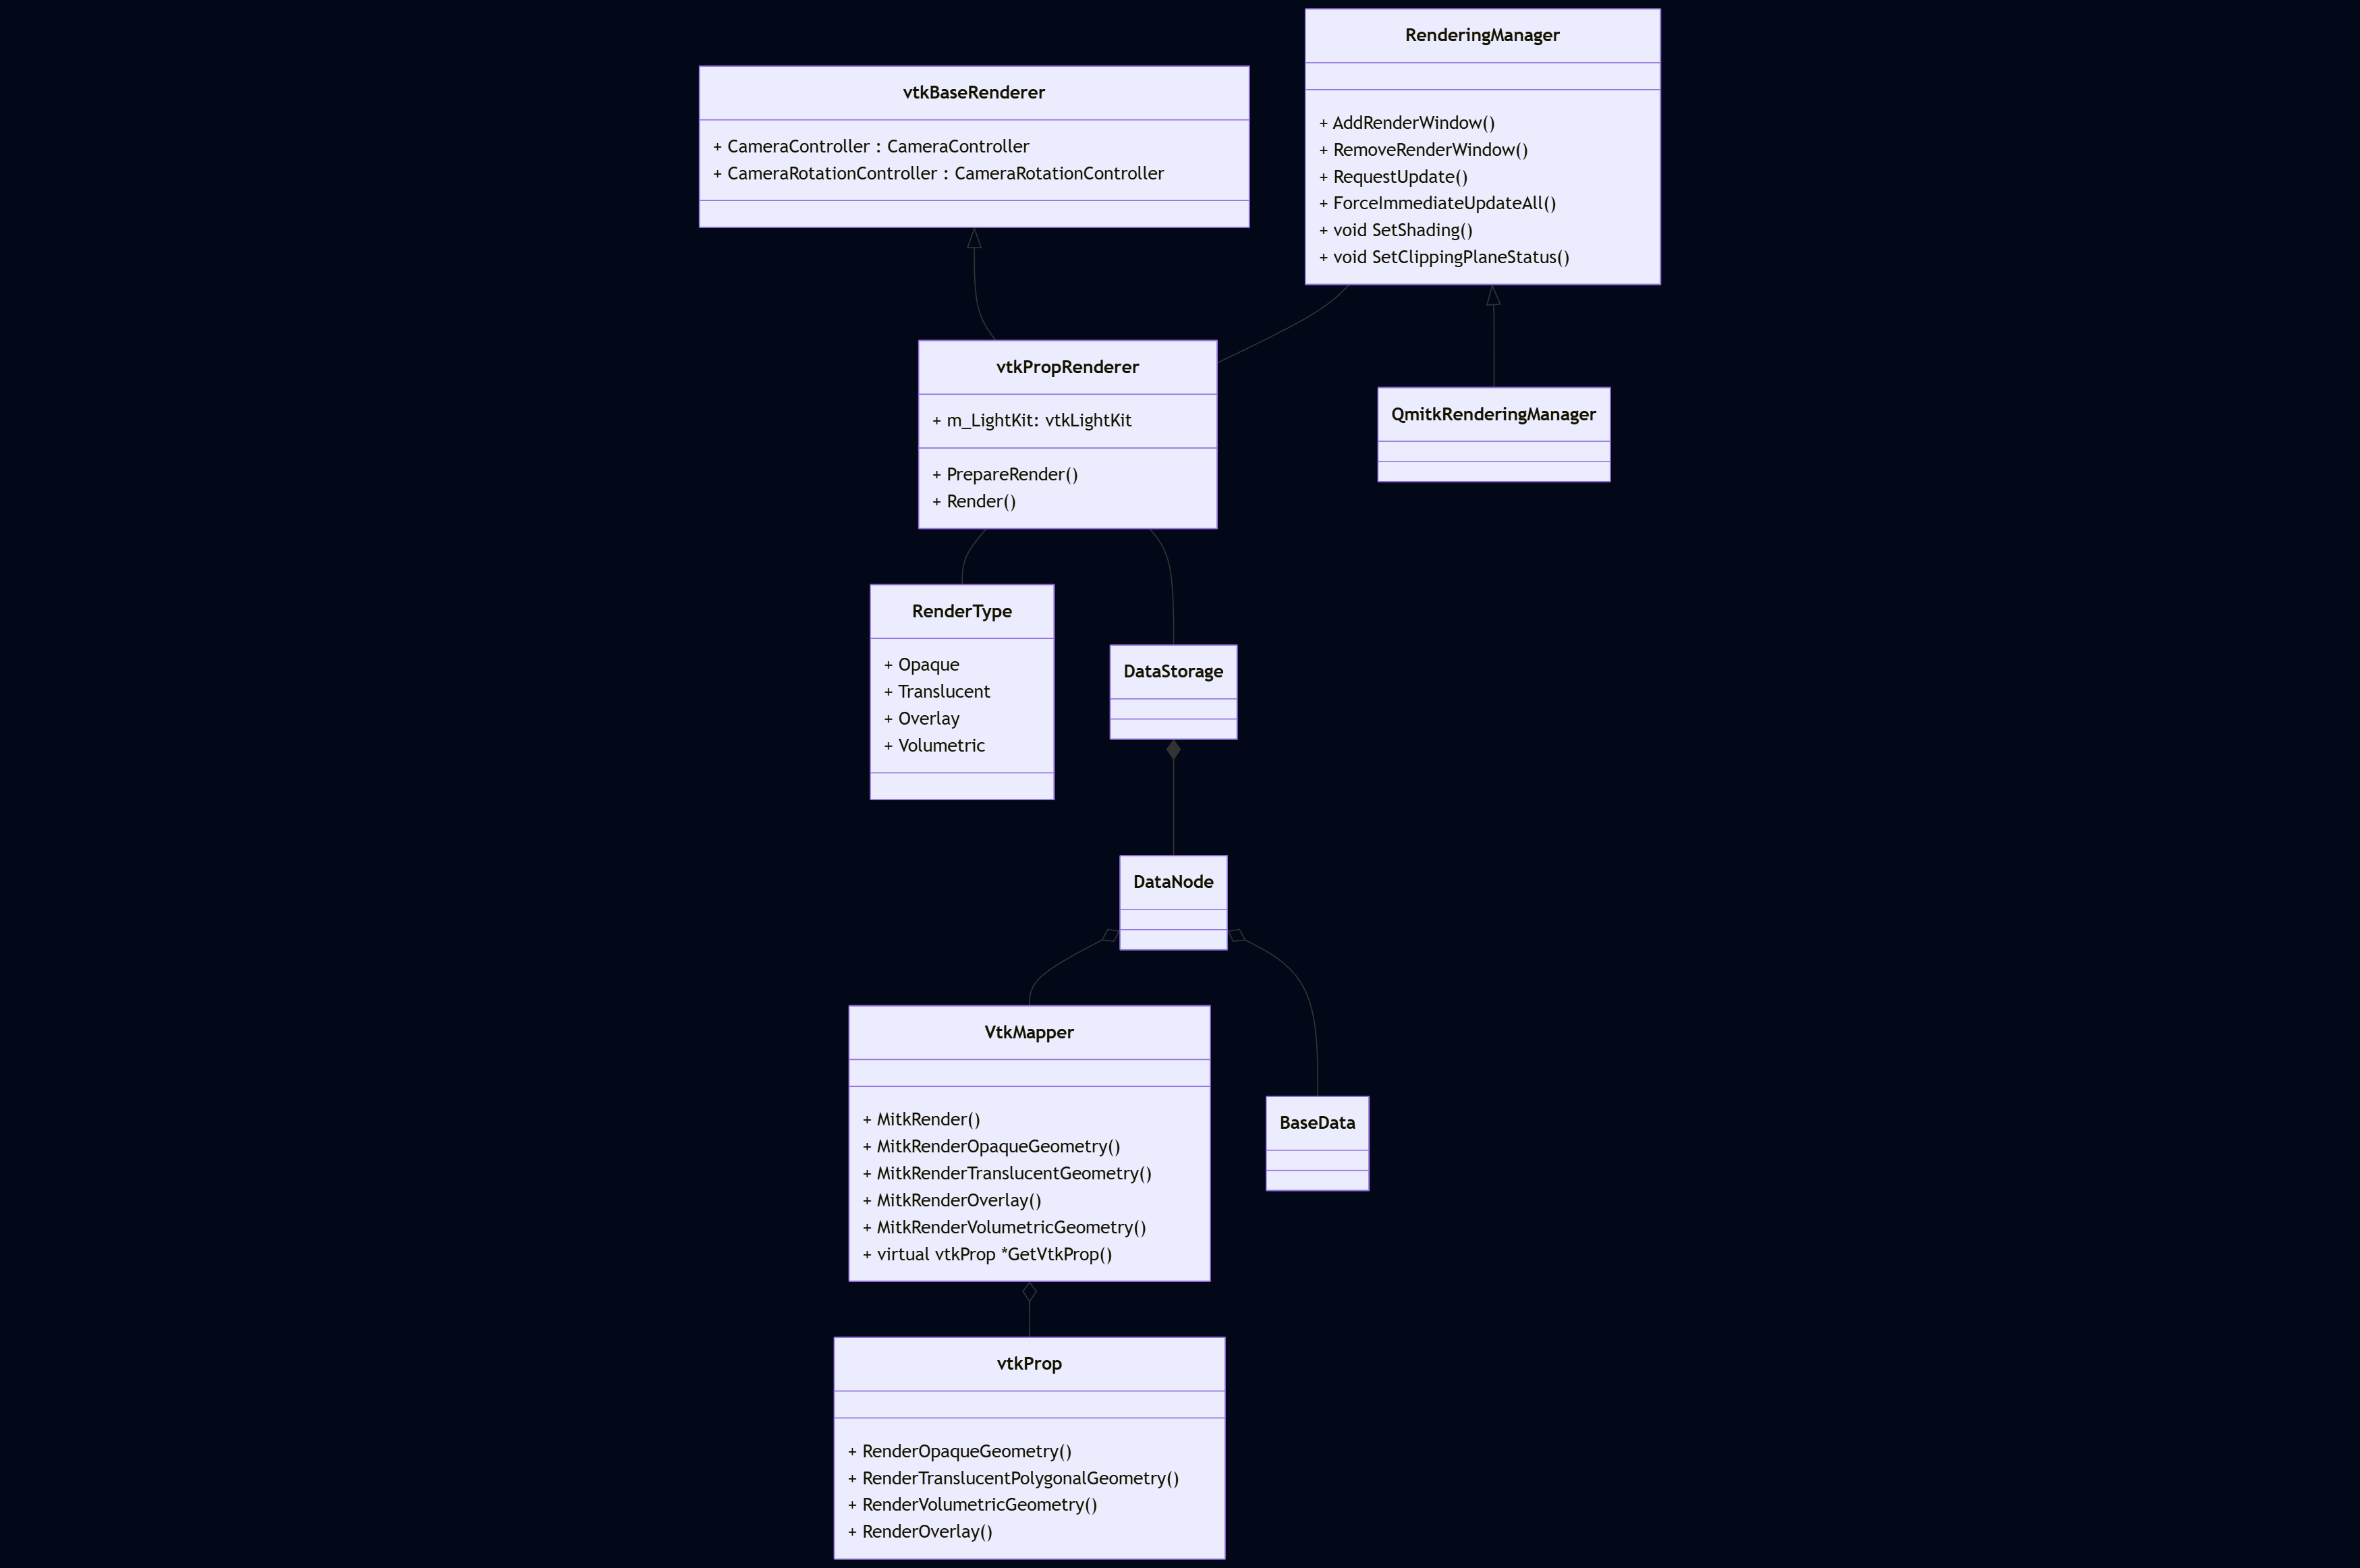 RenderingManager
+ AddRenderWindow()
+ RemoveRenderWindow()
+ RequestUpdate()
+ ForceImmediateUpdateAll()
+ void SetShading()
+ void SetClippingPlaneStatus()
vtkBaseRenderer
+ CameraController : CameraController
+ CameraRotationController : CameraRotationController
vtkPropRenderer
+ m_LightKit: vtkLightKit
+ PrepareRender()
+ Render()
QmitkRenderingManager
RenderType
+ Opaque
+ Translucent
+ Overlay
+ Volumetric
DataStorage
DataNode
VtkMapper
+ MitkRender()
+ MitkRenderOpaqueGeometry()
+ MitkRenderTranslucentGeometry()
+ MitkRenderOverlay()
+ MitkRenderVolumetricGeometry()
+ virtual vtkProp *GetVtkProp()
BaseData
vtkProp
+ RenderOpaqueGeometry()
+ RenderTranslucentPolygonalGeometry()
+ RenderVolumetricGeometry()
+ RenderOverlay()